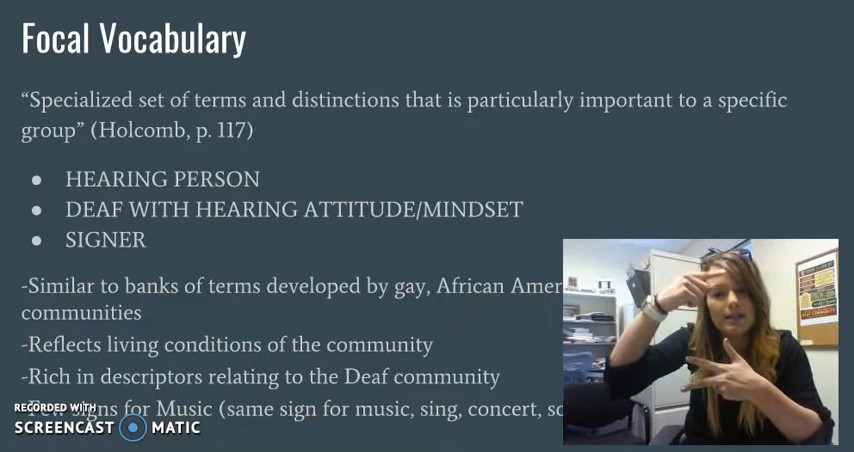 Focal Vocabulary
“Specialized set of terms and distinctions that is particularly important to a specific
group” (Holcomb, p. 117)
● HEARING PERSON
● DEAF WITH HEARING ATTITUDE/MINDSET
● SIGNER
-Similar to banks of terms developed by gay, African Amer
communities
-Reflects living conditions of the community
-Rich in descriptors relating to the Deaf community
signs for Music (same sign for music, sing, concert,
RECORDED WITH
SCREENCAST MATIC